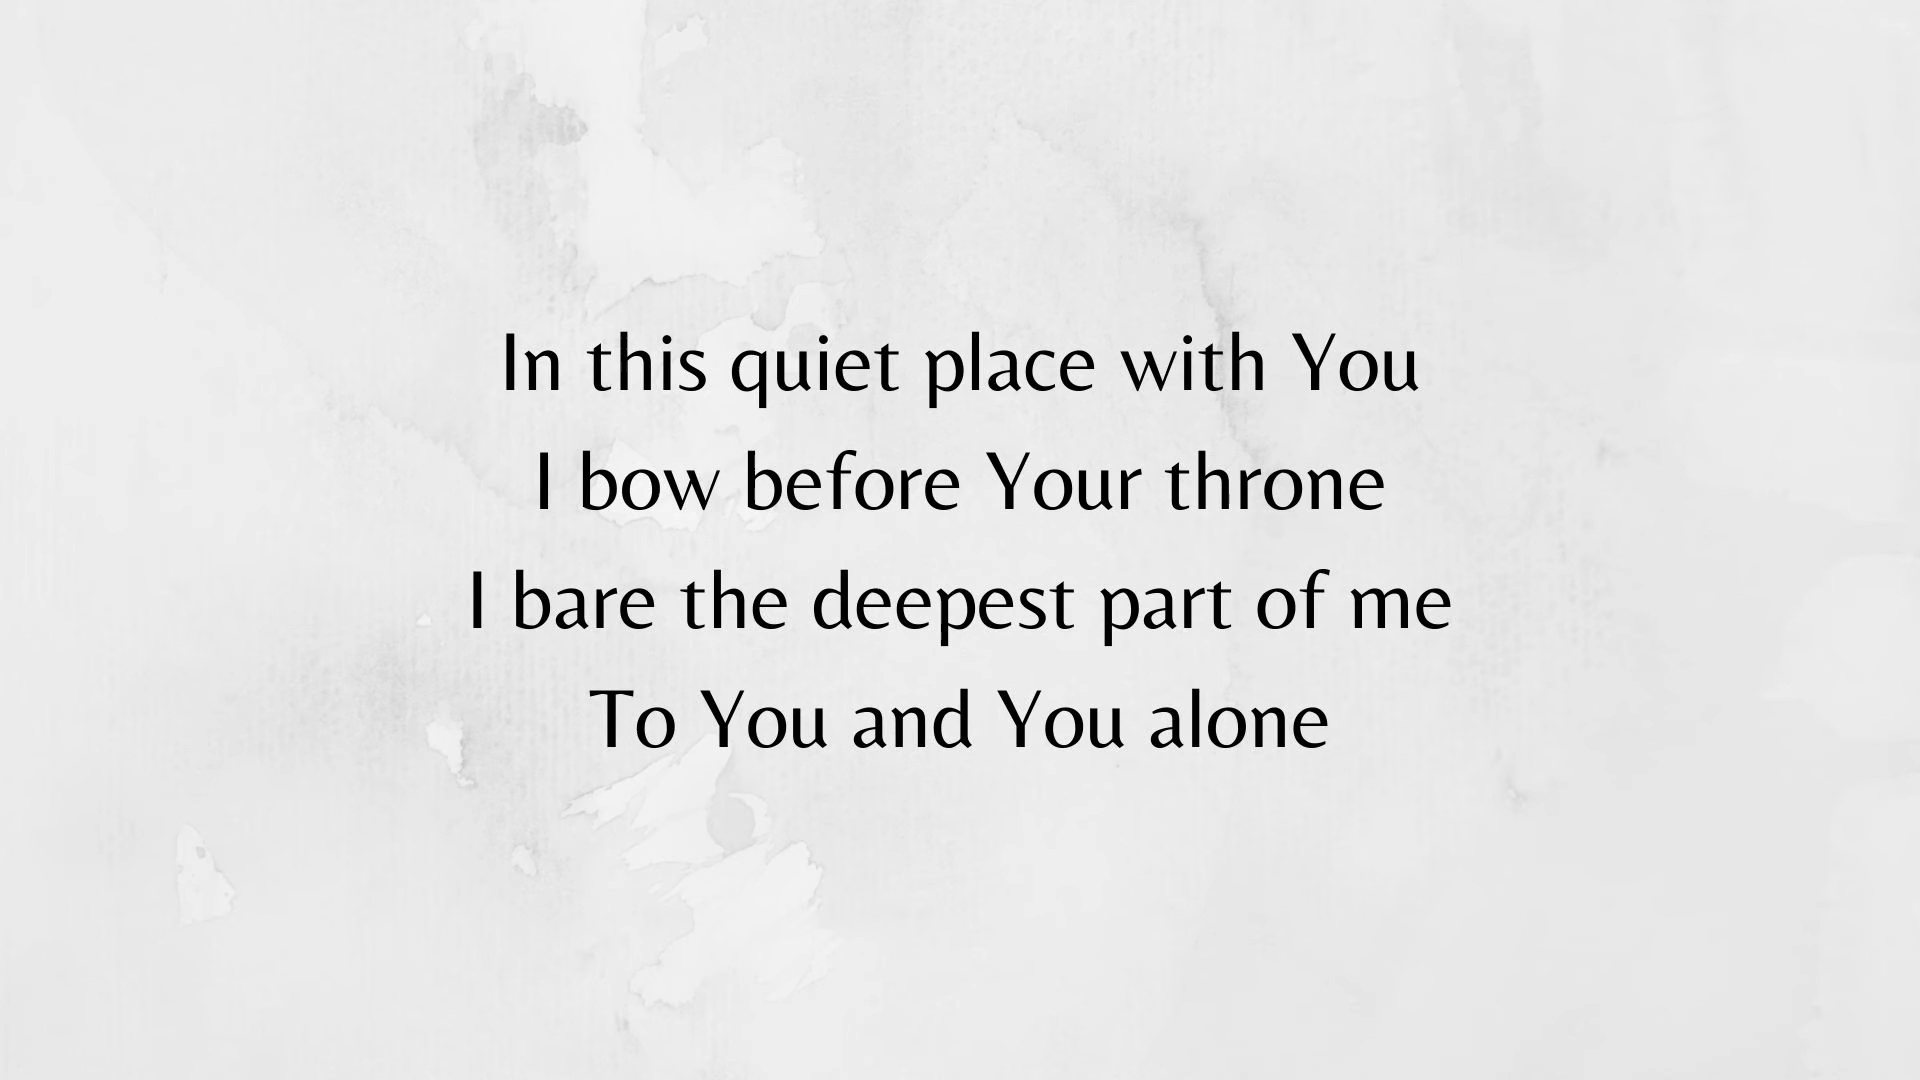 In this quiet place with You
I bow before Your throne
I bare the deepest part of me
To You and You alone